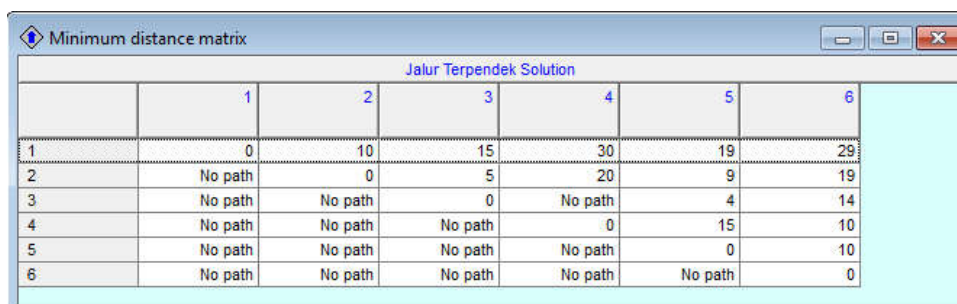 Minimum distance matrix
Jalur Terpendek Solution
1 2 3 4 5 6
1 0 10 15 30 19 29
2 No path 0 5 20 9 19
3 No path No path 0 No path 4 14
4 No path No path No path 0 15 10
5 No path No path No path No path 0 10
6 No path No path No path No path No path 0